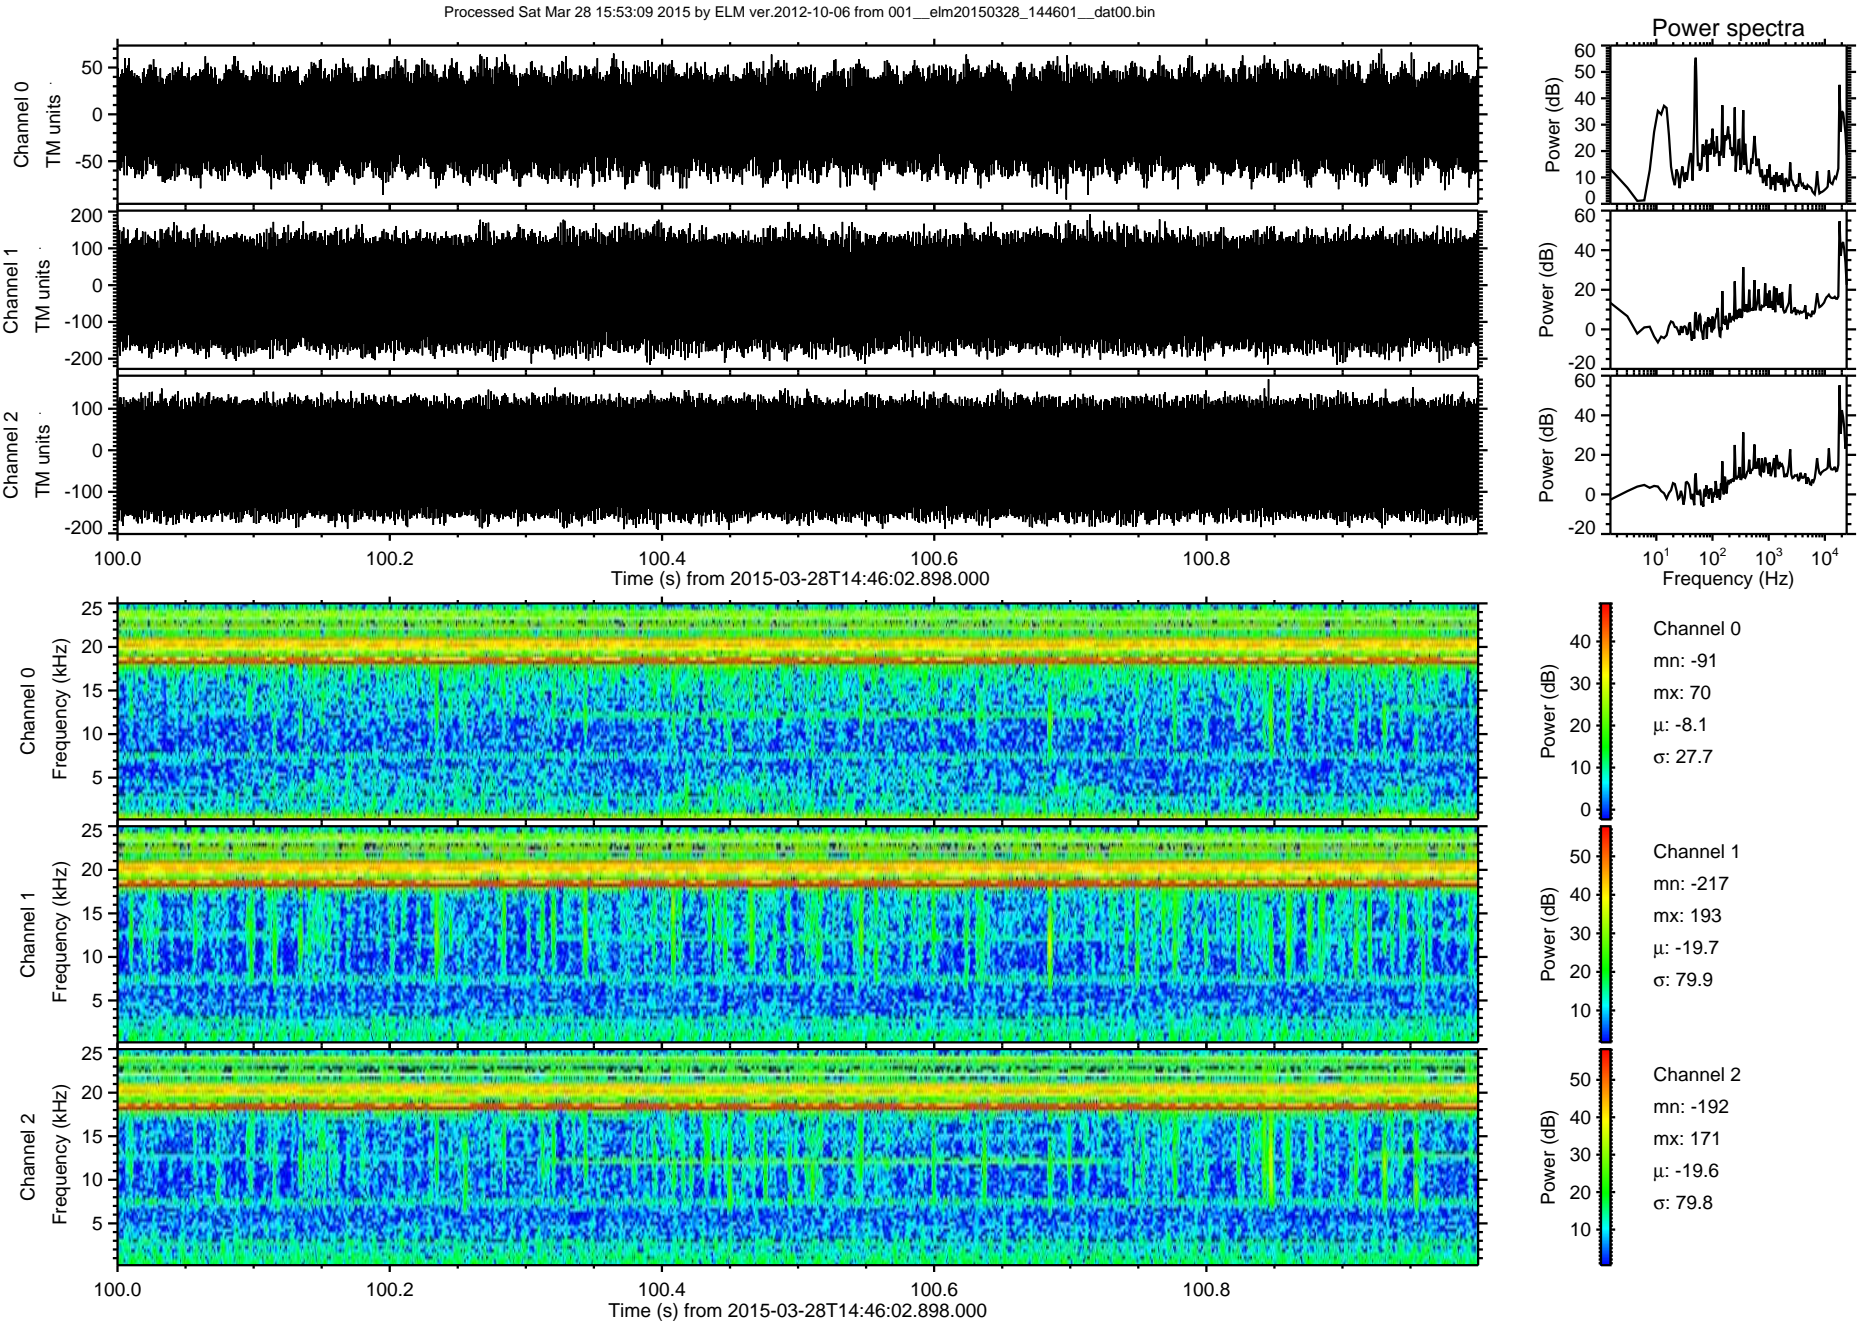 Processed Sat Mar 28 15:53:09 2015 by ELM ver.2012-10-06 from 001__elm20150328_144601__dat00.bin
Power spectra
Channel 0
TM units
50
0
-50
Power (dB)
60
50
40
30
20
10
0
Channel 1
TM units
200
100
0
-100
-200
Power (dB)
60
40
20
0
-20
Channel 2
TM units
100
0
-100
-200
Power (dB)
60
40
20
0
-20
100.0
100.2
100.4
100.6
100.8
Time (s) from 2015-03-28T14:46:02.898.000
10^1
10^2
10^3
10^4
Frequency (Hz)
Channel 0
Frequency (kHz)
25
20
15
10
5
Power (dB)
40
30
20
10
0
Channel 0
mn: -91
mx: 70
μ: -8.1
σ: 27.7
Channel 1
Frequency (kHz)
25
20
15
10
5
Power (dB)
50
40
30
20
10
Channel 1
mn: -217
mx: 193
μ: -19.7
σ: 79.9
Channel 2
Frequency (kHz)
25
20
15
10
5
Power (dB)
50
40
30
20
10
Channel 2
mn: -192
mx: 171
μ: -19.6
σ: 79.8
100.0
100.2
100.4
100.6
100.8
Time (s) from 2015-03-28T14:46:02.898.000